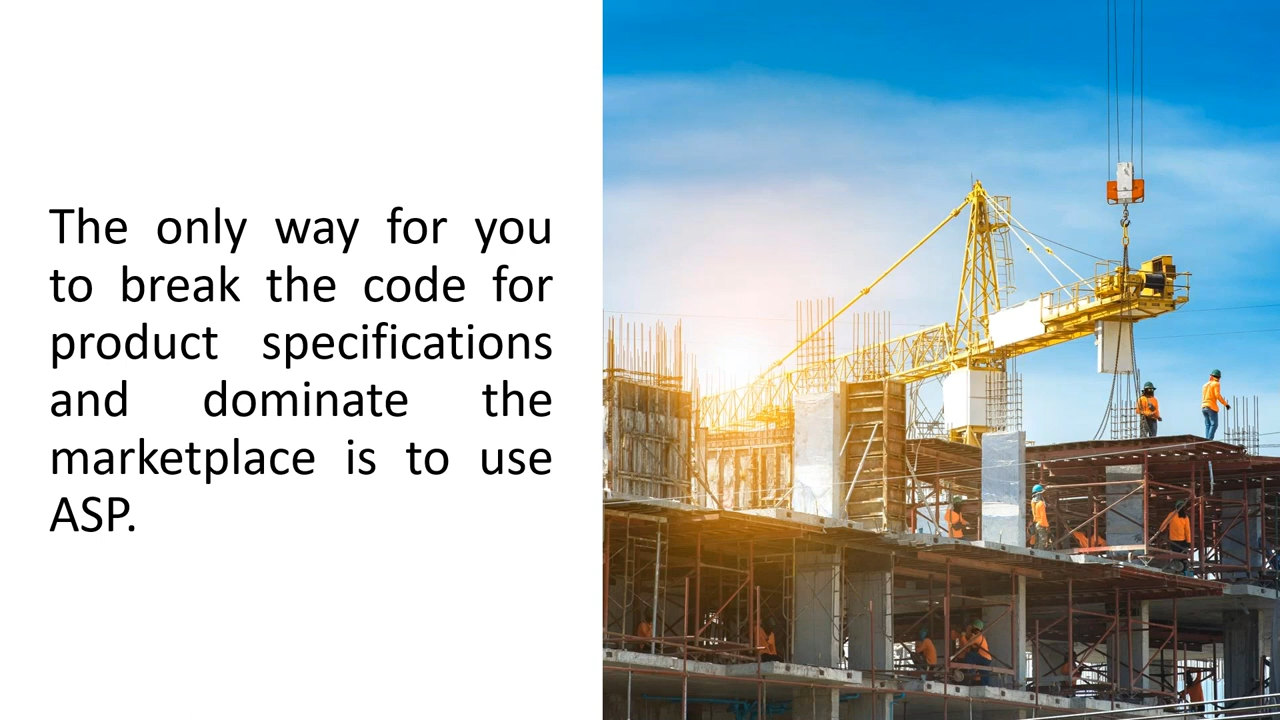 The only way for you
to break the code for
product specifications
and dominate the
marketplace is to use
ASP.